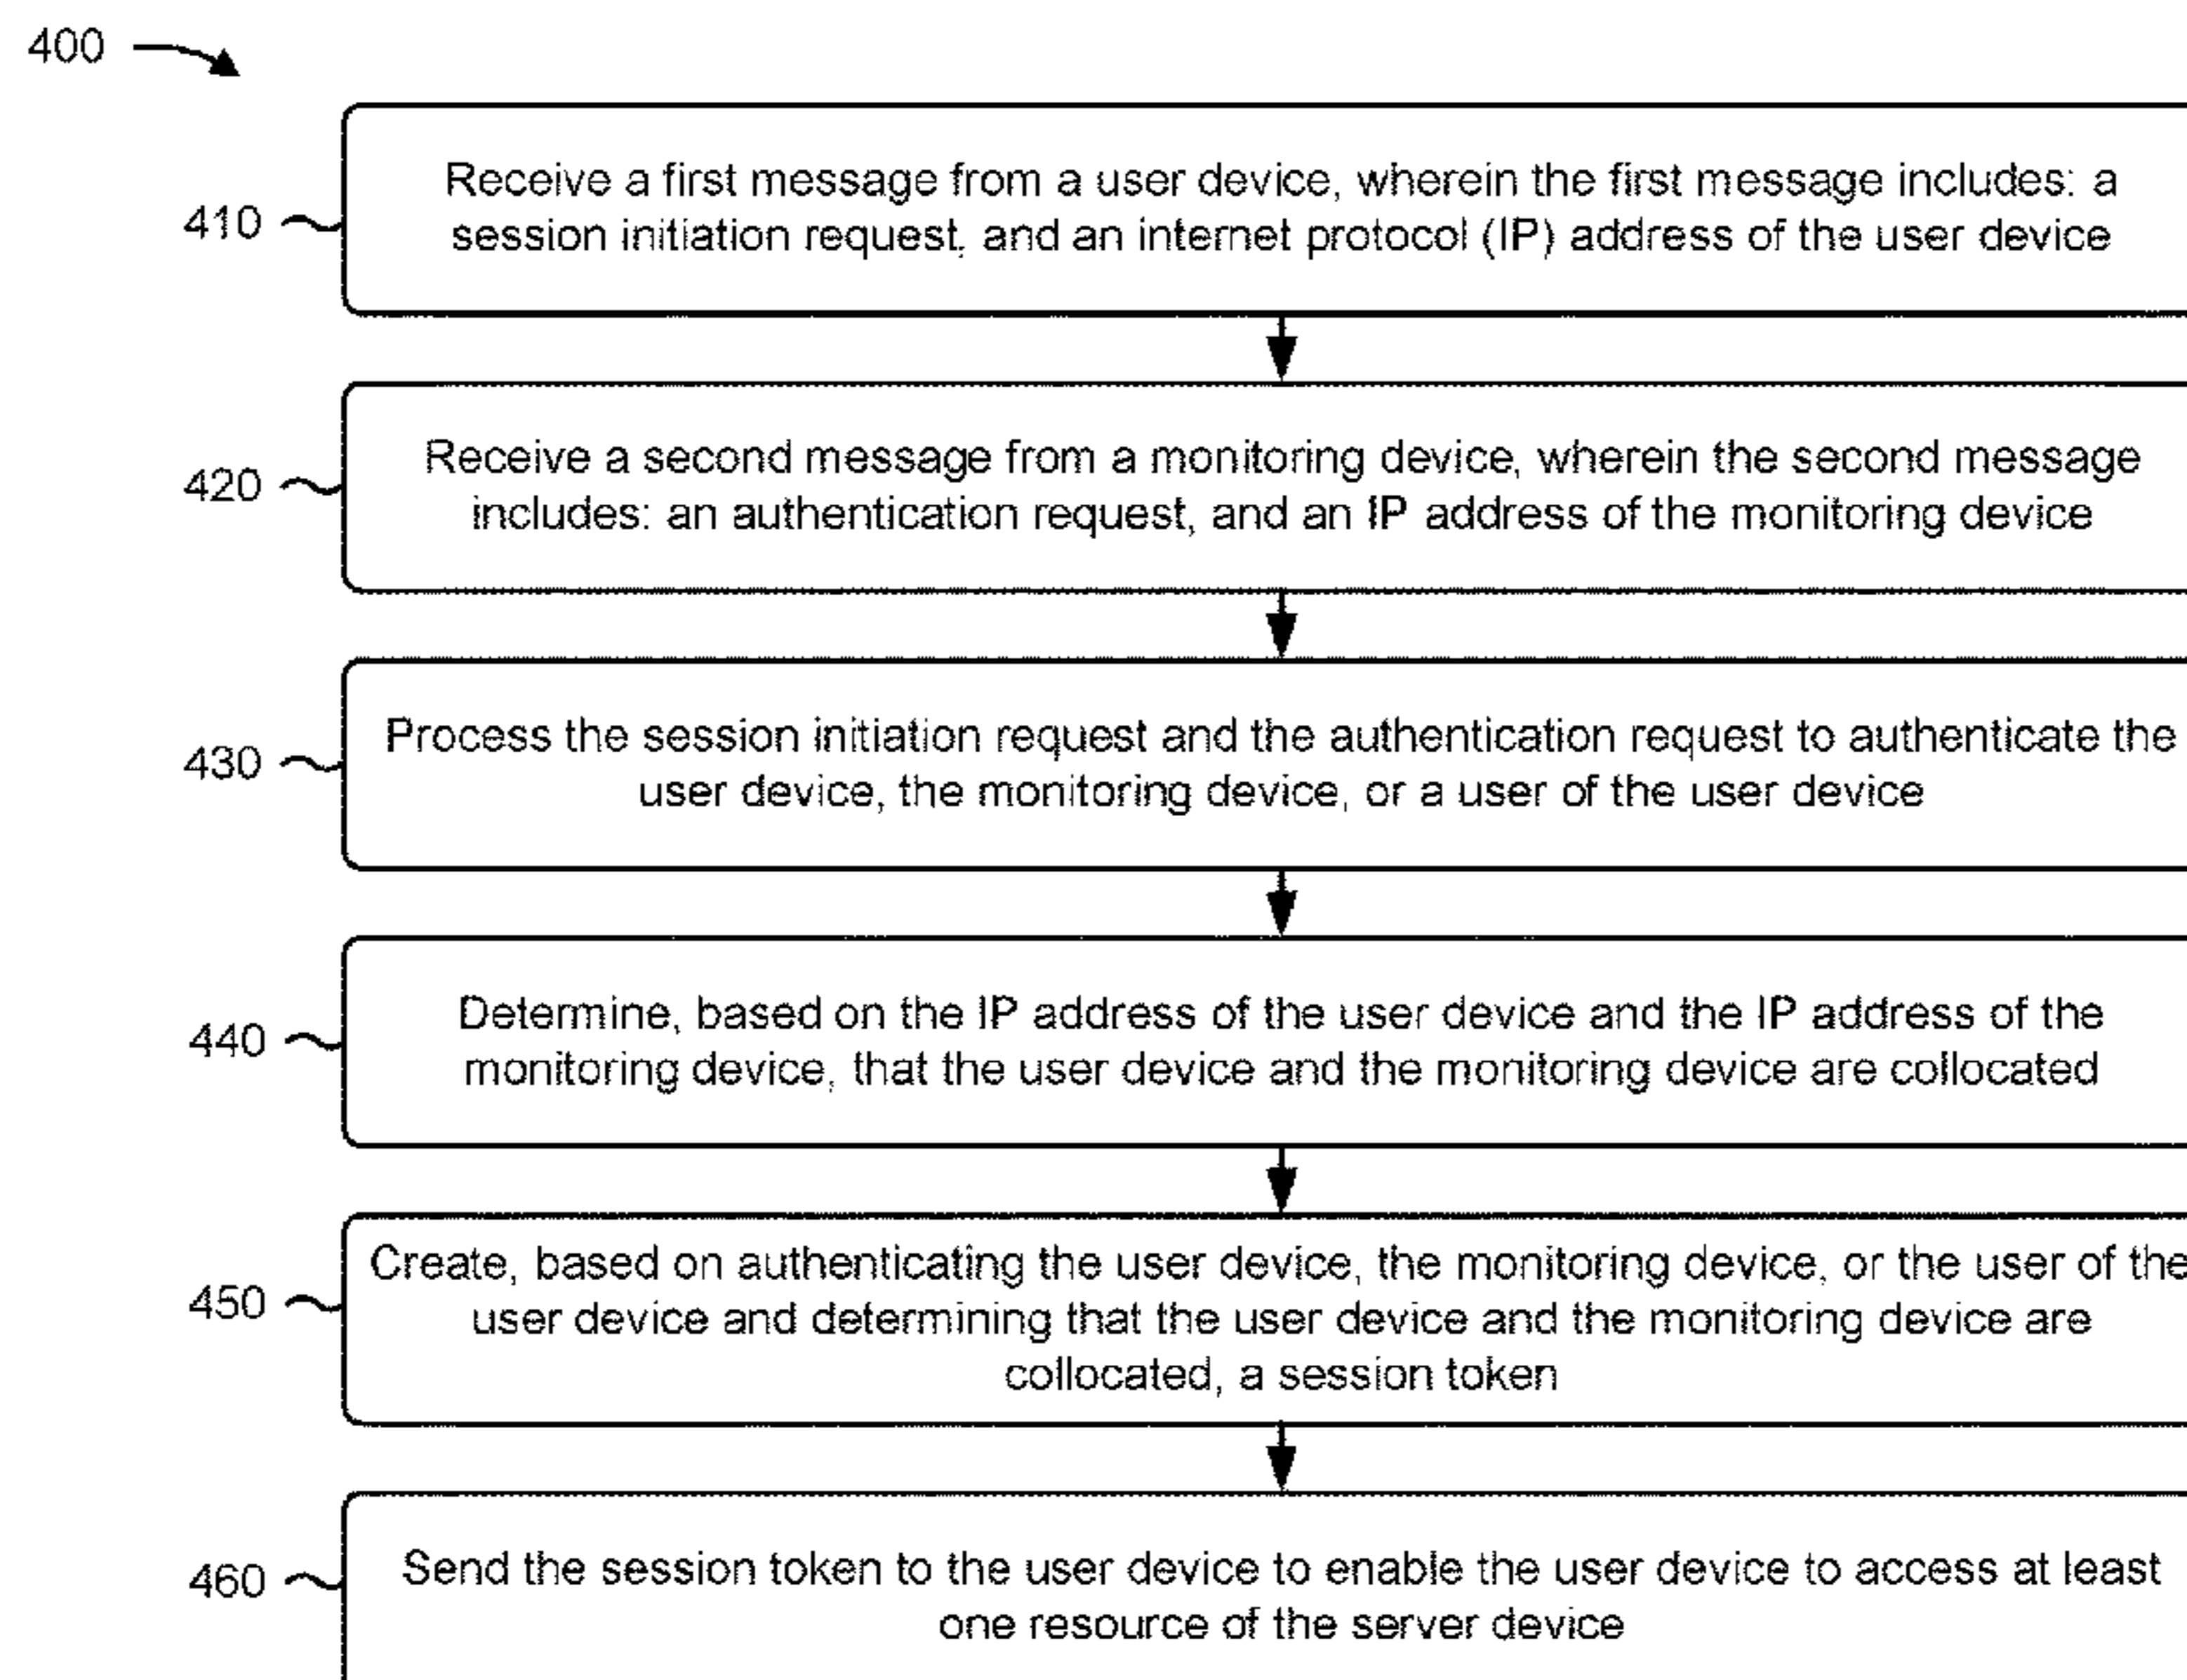 400
410
Receive a first message from a user device, wherein the first message includes: a
session initiation request, and an internet protocol (IP) address of the user device
420
Receive a second message from a monitoring device, wherein the second message
includes: an authentication request, and an IP address of the monitoring device
430
Process the session initiation request and the authentication request to authenticate the
user device, the monitoring device, or a user of the user device
440
Determine, based on the IP address of the user device and the IP address of the
monitoring device, that the user device and the monitoring device are collocated
450
Create, based on authenticating the user device, the monitoring device, or the user of the
user device and determining that the user device and the monitoring device are
collocated, a session token
460
Send the session token to the user device to enable the user device to access at least
one resource of the server device